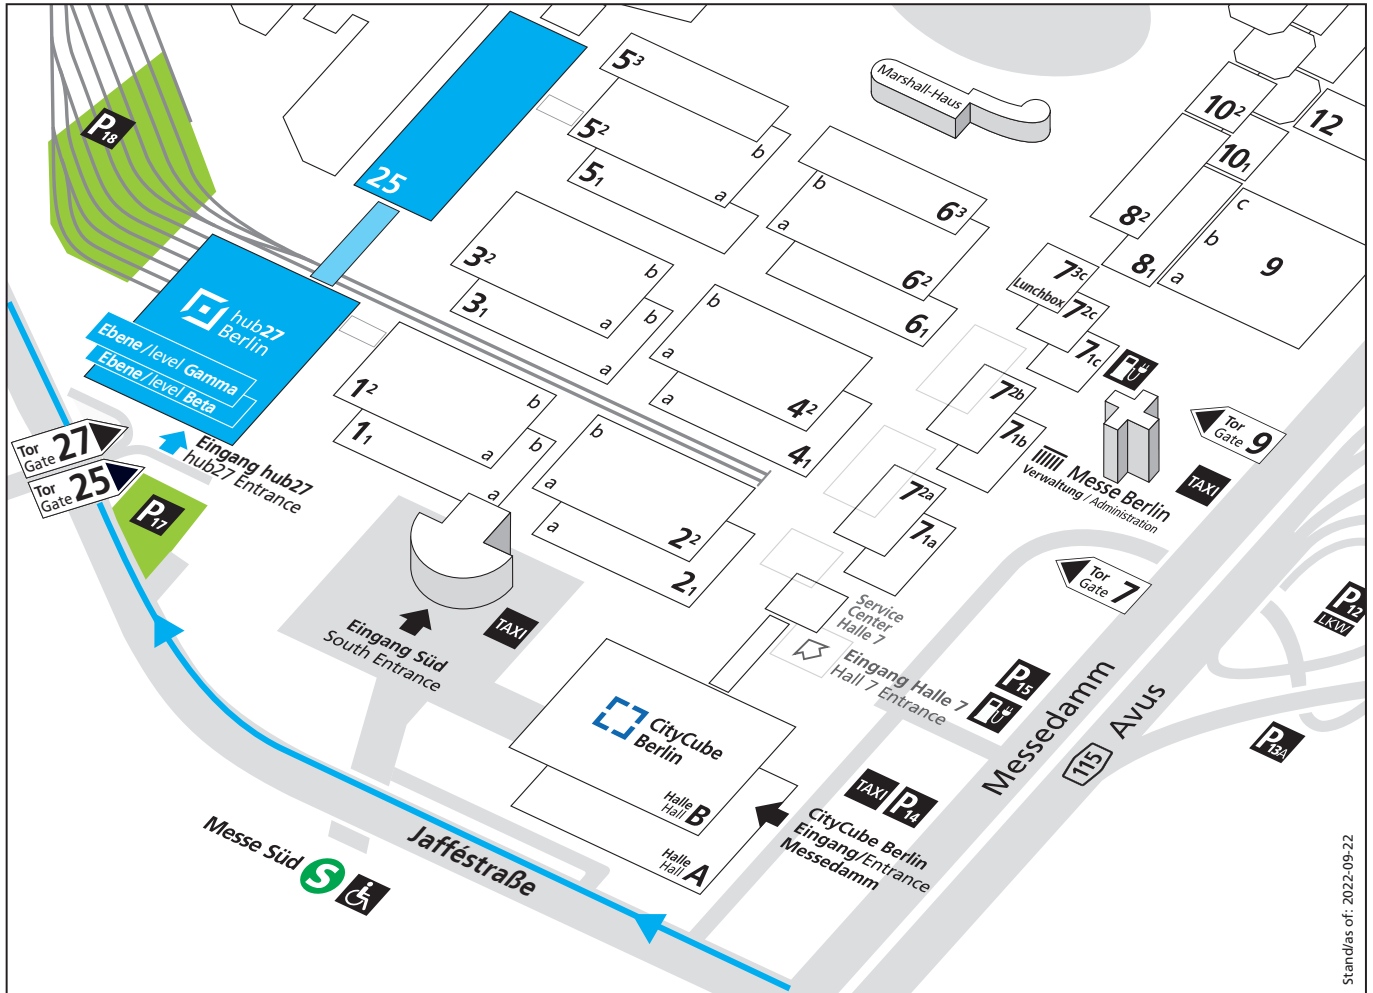 5³
5²
b
5₁
a
Marshall-Haus
10²
12
10₁
P18
25
b
6³
a
6²
6₁
8²
8₁
c
b
a
9
3²
b
3₁
a
b
a
7³ᶜ
Lunchbox
7²ᶜ
7₁c
hub27
Berlin
Ebene/level Gamma
Ebene/level Beta
b
a
a
4²
4₁
1²
b
1₁
a
b
a
7²ᵇ
7₁b
Tor
Gate 27
Tor
Gate 25
Eingang hub27
hub27 Entrance
P17
b
a
a
2²
2₁
7²ᵃ
7₁a
Messe Berlin
Verwaltung / Administration
TAXI
Tor
Gate 9
Tor
Gate 7
P12
LKW
Eingang Süd
South Entrance
TAXI
Service
Center
Halle 7
Eingang Halle 7
Hall 7 Entrance
P15
Messedamm
115 Avus
P13A
CityCube
Berlin
Halle
Hall B
Halle
Hall A
TAXI P14
CityCube Berlin
Eingang/Entrance
Messedamm
Messe Süd S
Jafféstraße
Stand/as of: 2022-09-22